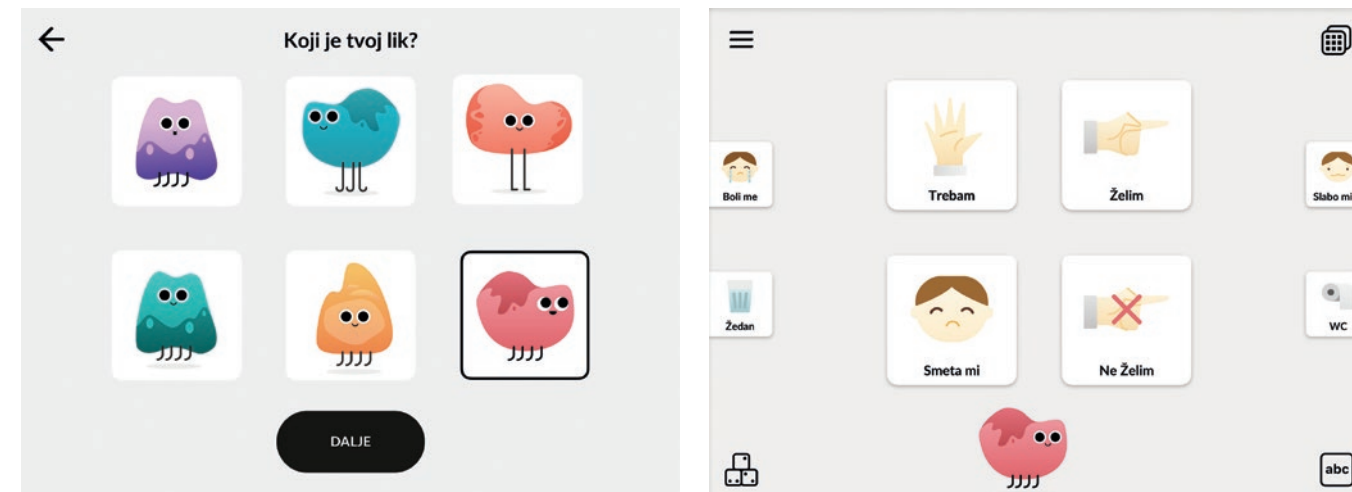 Koji je tvoj lik?
DALJE
Trebam
Želim
Boli me
Slabo mi
Žedan
WC
Smeta mi
Ne Želim
abc